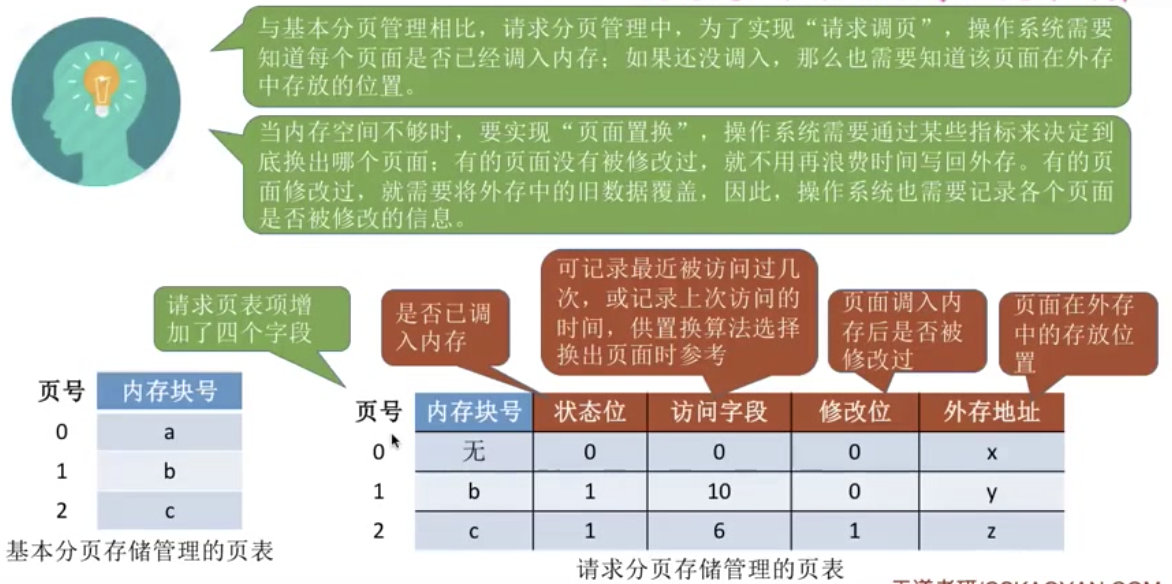 与基本分页管理相比，请求分页管理中，为了实现“请求调页”，操作系统需要
知道每个页面是否已经调入内存；如果还没调入，那么也需要知道该页面在外存
中存放的位置。
当内存空间不够时，要实现“页面置换”，操作系统需要通过某些指标来决定到
底换出哪个页面；有的页面没有被修改过，就不用再浪费时间写回外存。有的页
面修改过，就需要将外存中的旧数据覆盖，因此，操作系统也需要记录各个页面
是否被修改的信息。
请求页表项增
加了四个字段
是否已调
入内存
可记录最近被访问过几
次，或记录上次访问的
时间，供置换算法选择
换出页面时参考
页面调入内
存后是否被
修改过
页面在外存
中的存放位
置
页号 内存块号
0 a
1 b
2 c
基本分页存储管理的页表
页号 内存块号 状态位 访问字段 修改位 外存地址
0 无 0 0 0 x
1 b 1 10 0 y
2 c 1 6 1 z
请求分页存储管理的页表